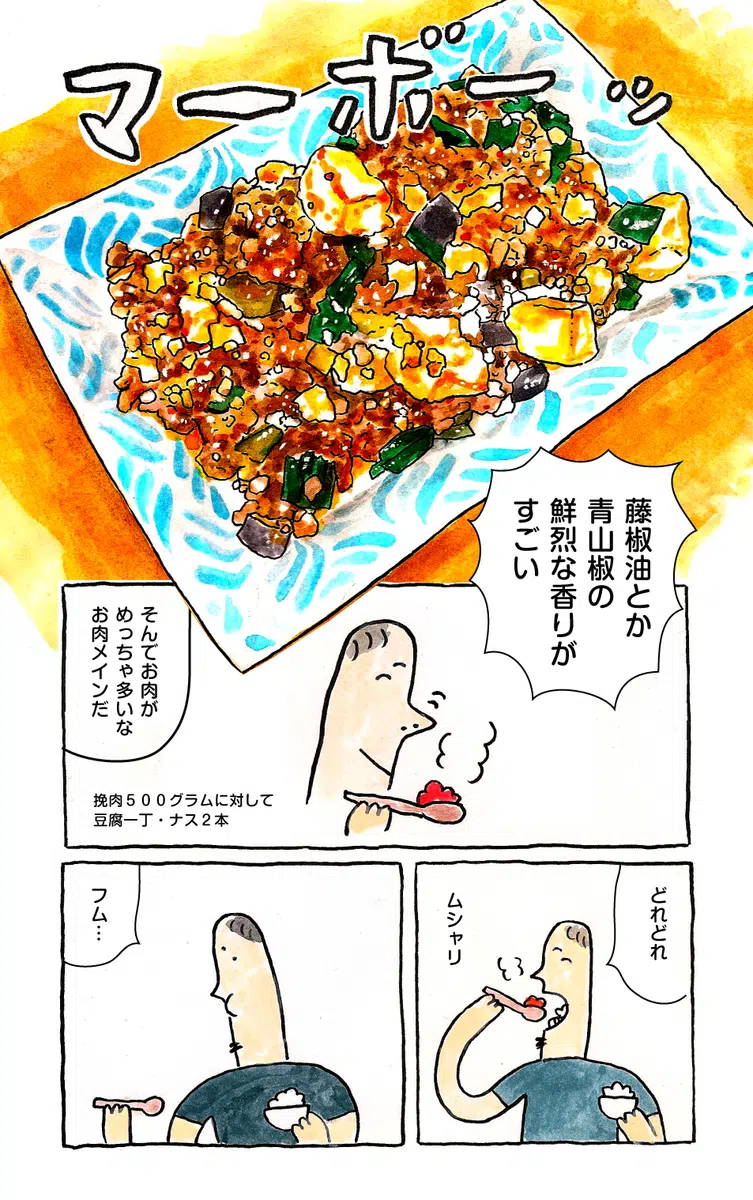 マーボーッ
藤椒油とか
青山椒の
鮮烈な香りが
すごい
そんでお肉が
めっちゃ多いな
お肉メインだ
挽肉500グラムに対して
豆腐一丁・ナス2本
どれどれ
ムシャリ
フム…